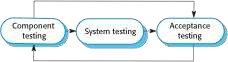 Component
testing
System testing
Acceptance
testing